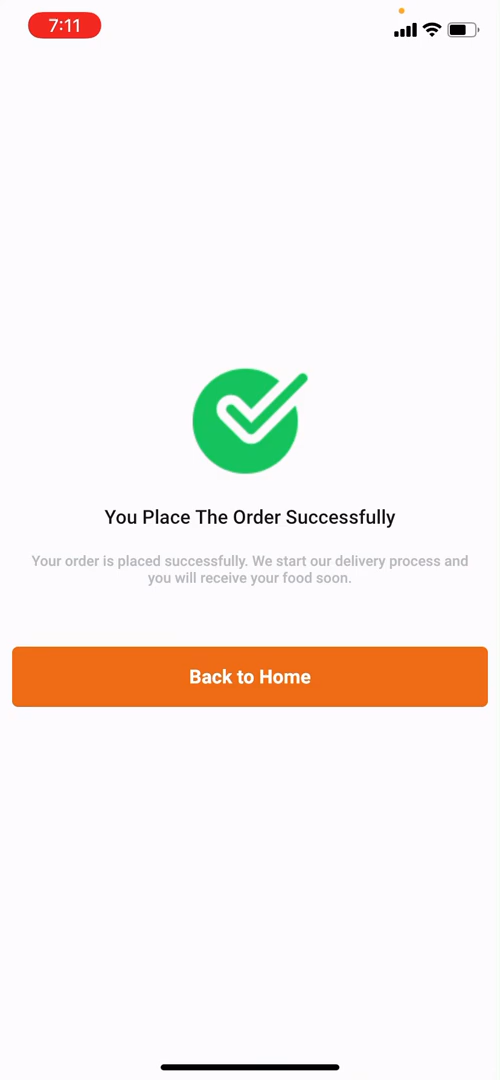 7:11
You Place The Order Successfully
Your order is placed successfully. We start our delivery process and
you will receive your food soon.
Back to Home